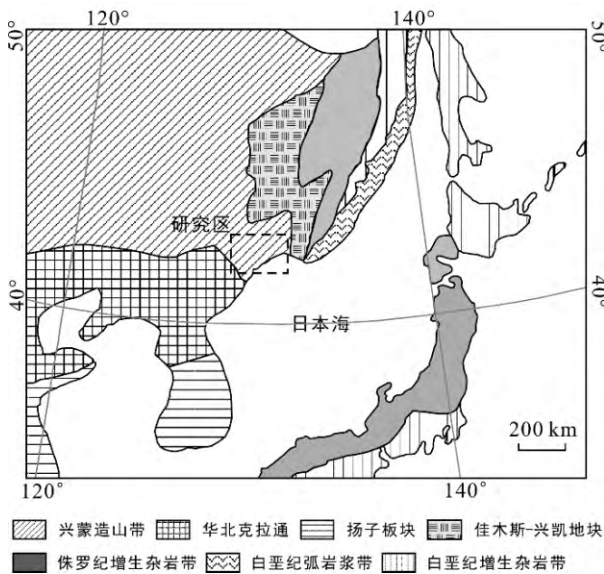 120°
140°
50°
50°
研究区
40°
40°
日本海
200 km
120°
140°
兴蒙造山带 华北克拉通 扬子板块 佳木斯-兴凯地块
侏罗纪增生杂岩带 白垩纪弧岩浆带 白垩纪增生杂岩带